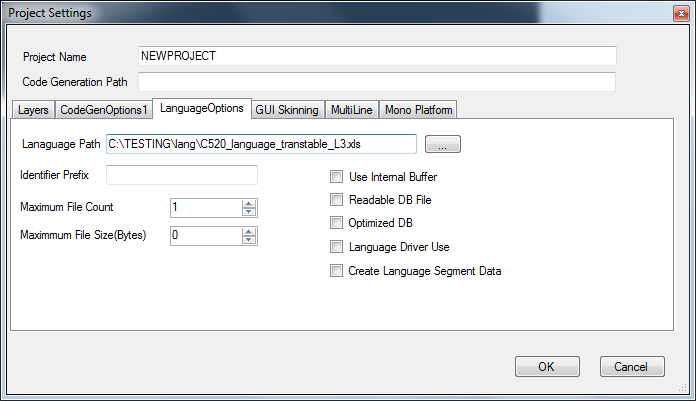 Project Settings
Project Name NEWPROJECT
Code Generation Path
Layers CodeGenOptions1 LanguageOptions GUI Skinning MultiLine Mono Platform
Lanaguage Path C:\TESTING\lang\C520_language_transtable_L3.xls ...
Identifier Prefix
Use Internal Buffer
Readable DB File
Maximum File Count 1
Optimized DB
Maximmum File Size(Bytes) 0
Language Driver Use
Create Language Segment Data
OK Cancel